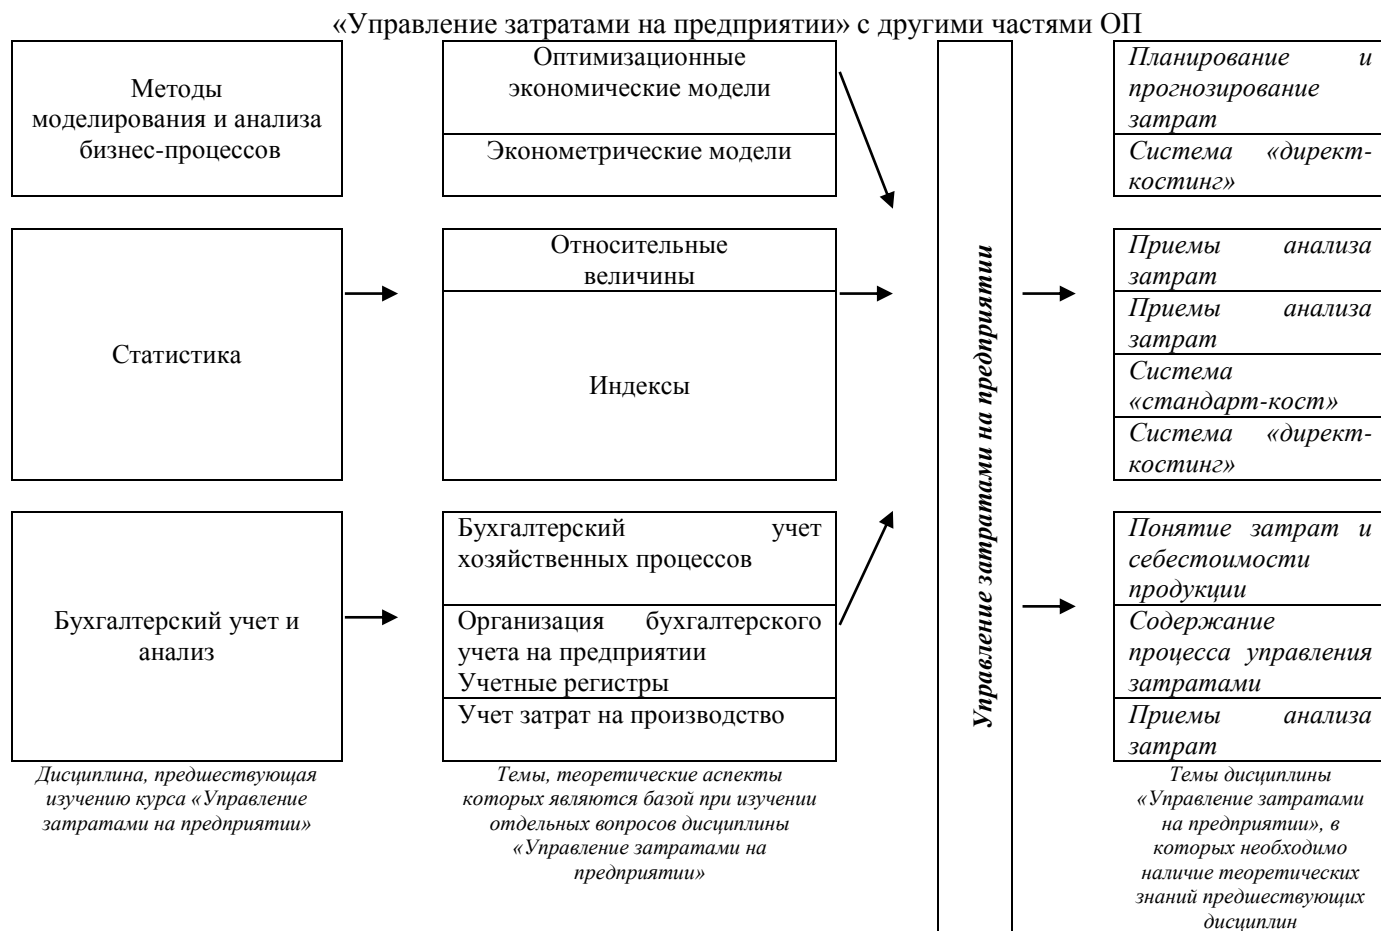 «Управление затратами на предприятии» с другими частями ОП
Методы
моделирования и анализа
бизнес-процессов
Оптимизационные
экономические модели
Эконометрические модели
Планирование и
прогнозирование
затрат
Система «директ-
костинг»
Статистика
Относительные
величины
Индексы
Управление затратами на предприятии
Приемы анализа
затрат
Приемы анализа
затрат
Система
«стандарт-кост»
Система «директ-
костинг»
Бухгалтерский учет и
анализ
Бухгалтерский учет
хозяйственных процессов
Организация бухгалтерского
учета на предприятии
Учетные регистры
Учет затрат на производство
Понятие затрат и
себестоимости
продукции
Содержание
процесса управления
затратами
Приемы анализа
затрат
Дисциплина, предшествующая
изучению курса «Управление
затратами на предприятии»
Темы, теоретические аспекты
которых являются базой при изучении
отдельных вопросов дисциплины
«Управление затратами на
предприятии»
Темы дисциплины
«Управление затратами
на предприятии», в
которых необходимо
наличие теоретических
знаний предшествующих
дисциплин